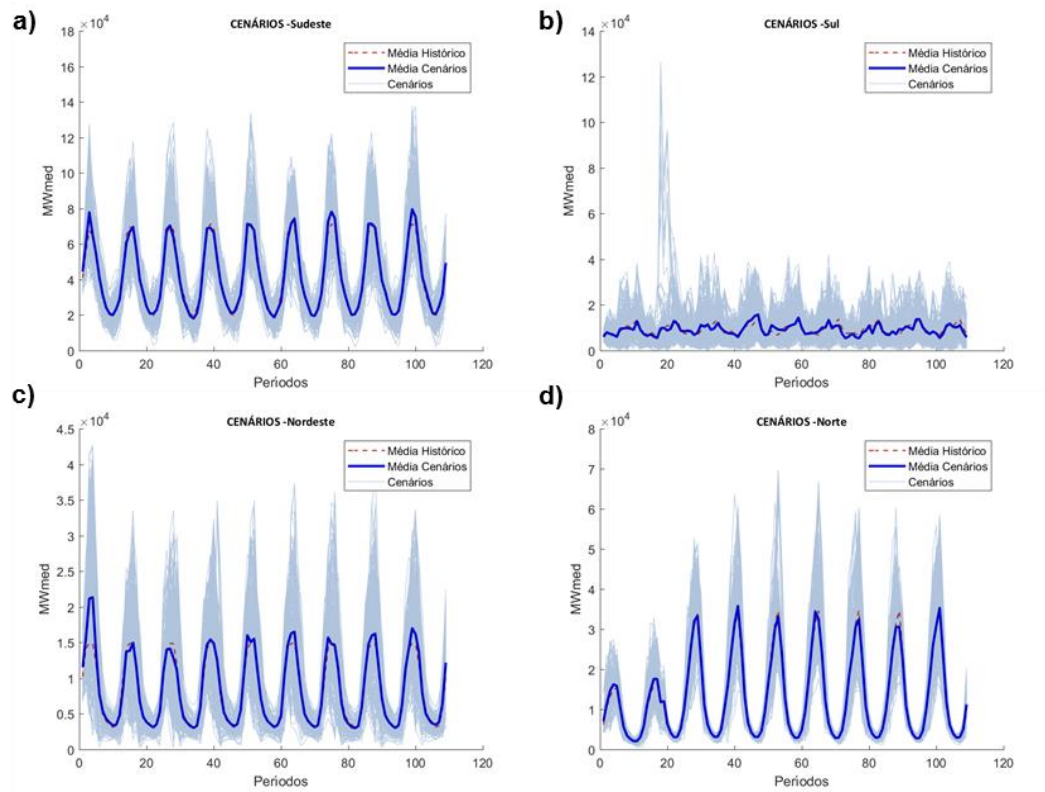 a)
CENÁRIOS -Sudeste
×10⁴
18
16
14
12
10
8
6
4
2
0
MWmed
0 20 40 60 80 100 120
Periodos
Média Histórico
Média Cenários
Cenários
b)
CENÁRIOS -Sul
×10⁴
14
12
10
8
6
4
2
0
MWmed
0 20 40 60 80 100 120
Periodos
Média Histórico
Média Cenários
Cenários
c)
CENÁRIOS -Nordeste
×10⁴
4.5
4
3.5
3
2.5
2
1.5
1
0.5
0
MWmed
0 20 40 60 80 100 120
Periodos
Média Histórico
Média Cenários
Cenários
d)
CENÁRIOS -Norte
×10⁴
8
7
6
5
4
3
2
1
0
MWmed
0 20 40 60 80 100 120
Periodos
Média Histórico
Média Cenários
Cenários